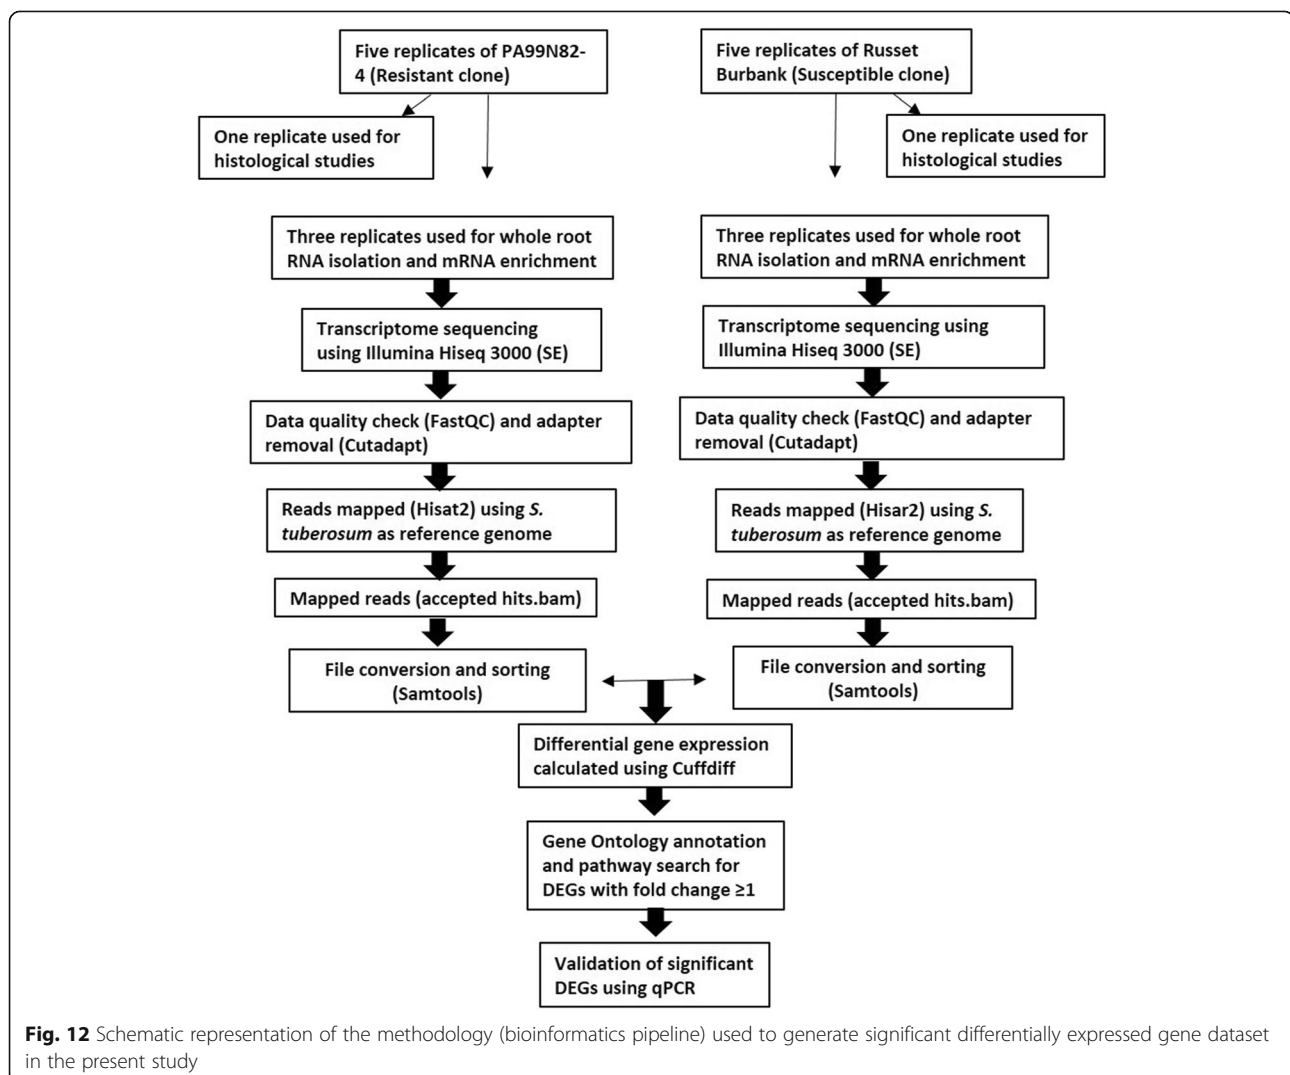 Five replicates of PA99N82-
4 (Resistant clone)
Five replicates of Russet
Burbank (Susceptible clone)
One replicate used for
histological studies
One replicate used for
histological studies
Three replicates used for whole root
RNA isolation and mRNA enrichment
Three replicates used for whole root
RNA isolation and mRNA enrichment
Transcriptome sequencing
using Illumina Hiseq 3000 (SE)
Transcriptome sequencing using
Illumina Hiseq 3000 (SE)
Data quality check (FastQC) and adapter
removal (Cutadapt)
Data quality check (FastQC) and adapter
removal (Cutadapt)
Reads mapped (Hisat2) using S.
tuberosum as reference genome
Reads mapped (Hisar2) using S.
tuberosum as reference genome
Mapped reads (accepted hits.bam)
Mapped reads (accepted hits.bam)
File conversion and sorting
(Samtools)
File conversion and sorting
(Samtools)
Differential gene expression
calculated using Cuffdiff
Gene Ontology annotation
and pathway search for
DEGs with fold change ≥1
Validation of significant
DEGs using qPCR
Fig. 12 Schematic representation of the methodology (bioinformatics pipeline) used to generate significant differentially expressed gene dataset
in the present study